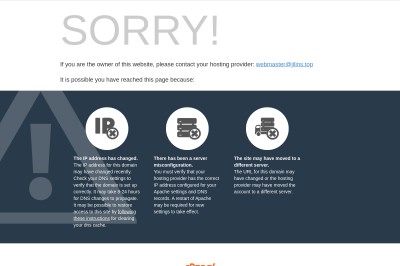 SORRY!
If you are the owner of this website, please contact your hosting provider: webmaster@jlins.top
It is possible you have reached this page because:
IP
The IP address has changed.
The IP address for this domain
may have changed recently.
Check your DNS settings to
verify that the domain is set up
correctly. It may take 8-24 hours
for DNS changes to propagate.
It may be possible to restore
access to this site by following
these instructions for clearing
your dns cache.
There has been a server
misconfiguration.
You must verify that your
hosting provider has the correct
IP address configured for your
Apache settings and DNS
records. A restart of Apache
may be required for new
settings to take effect.
The site may have moved to a
different server.
The URL for this domain may
have changed or the hosting
provider may have moved the
account to a different server.